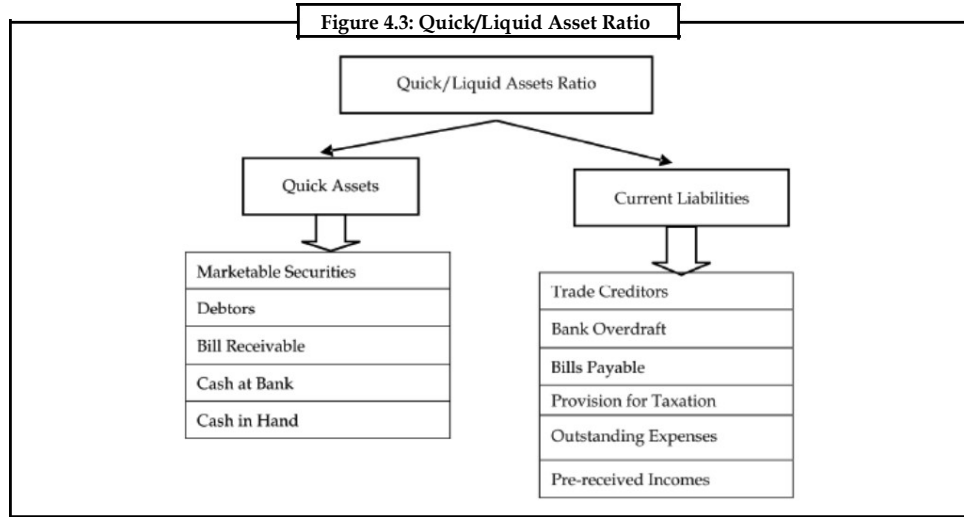 Figure 4.3: Quick/Liquid Asset Ratio
Quick/Liquid Assets Ratio
Quick Assets
Marketable Securities
Debtors
Bill Receivable
Cash at Bank
Cash in Hand
Current Liabilities
Trade Creditors
Bank Overdraft
Bills Payable
Provision for Taxation
Outstanding Expenses
Pre-received Incomes